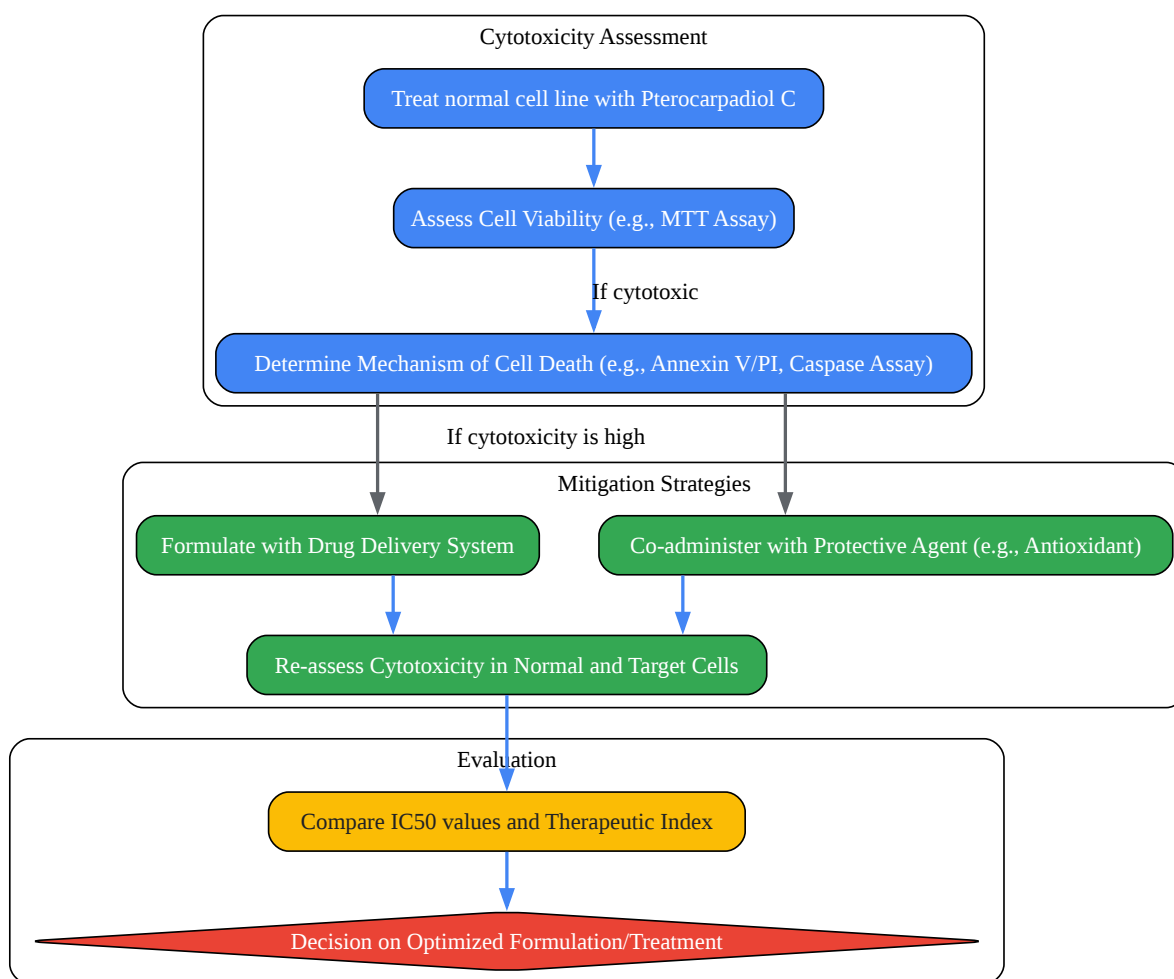 Cytotoxicity Assessment
Treat normal cell line with Pterocarpadiol C
Assess Cell Viability (e.g., MTT Assay)
If cytotoxic
Determine Mechanism of Cell Death (e.g., Annexin V/PI, Caspase Assay)
If cytotoxicity is high
Mitigation Strategies
Formulate with Drug Delivery System
Co-administer with Protective Agent (e.g., Antioxidant)
Re-assess Cytotoxicity in Normal and Target Cells
Evaluation
Compare IC50 values and Therapeutic Index
Decision on Optimized Formulation/Treatment